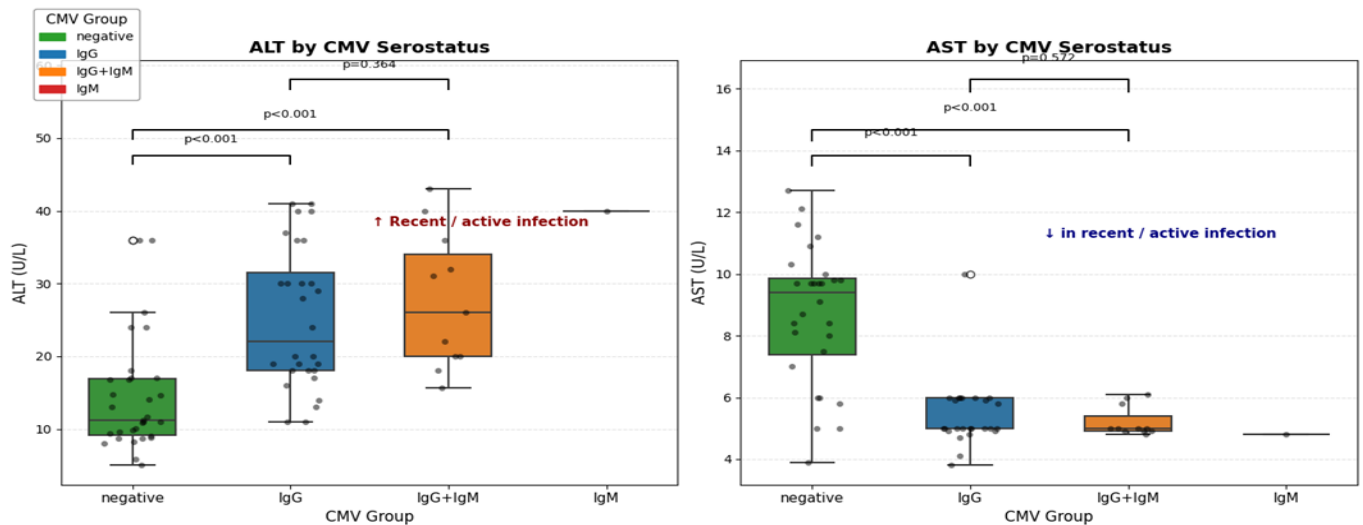 CMV Group
negative
IgG
IgG+IgM
IgM
ALT by CMV Serostatus
p=0.364
p<0.001
p<0.001
↑ Recent / active infection
50
40
30
20
10
ALT (U/L)
negative
IgG
IgG+IgM
IgM
CMV Group
AST by CMV Serostatus
p=0.572
p<0.001
p<0.001
↓ in recent / active infection
16
14
12
10
8
6
4
AST (U/L)
negative
IgG
IgG+IgM
IgM
CMV Group